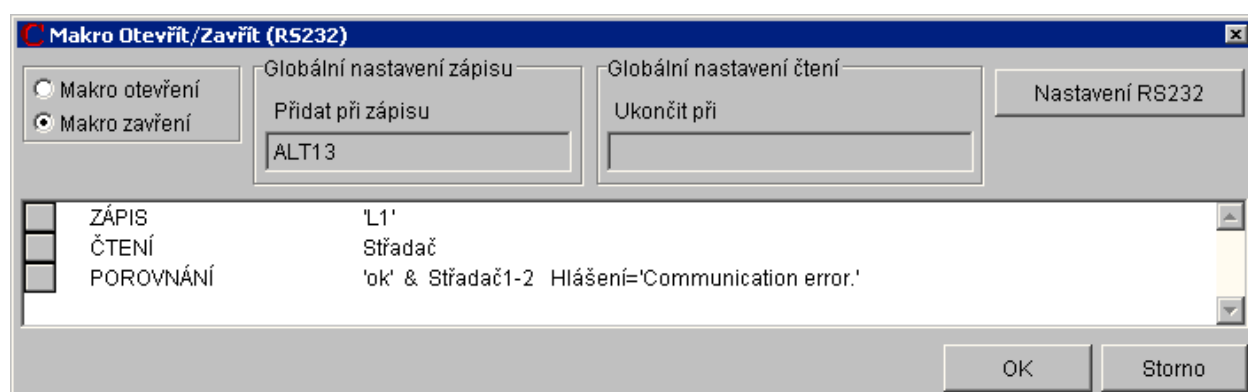 Makro Otevřít/Zavřít (RS232)
Makro otevření
Makro zavření
Globální nastavení zápisu
Přidat při zápisu
ALT13
Globální nastavení čtení
Ukončit při
Nastavení RS232
ZÁPIS 'L1'
ČTENÍ Střadač
POROVNÁNÍ 'ok' & Střadač1-2 Hlášení='Communication error.'
OK Storno